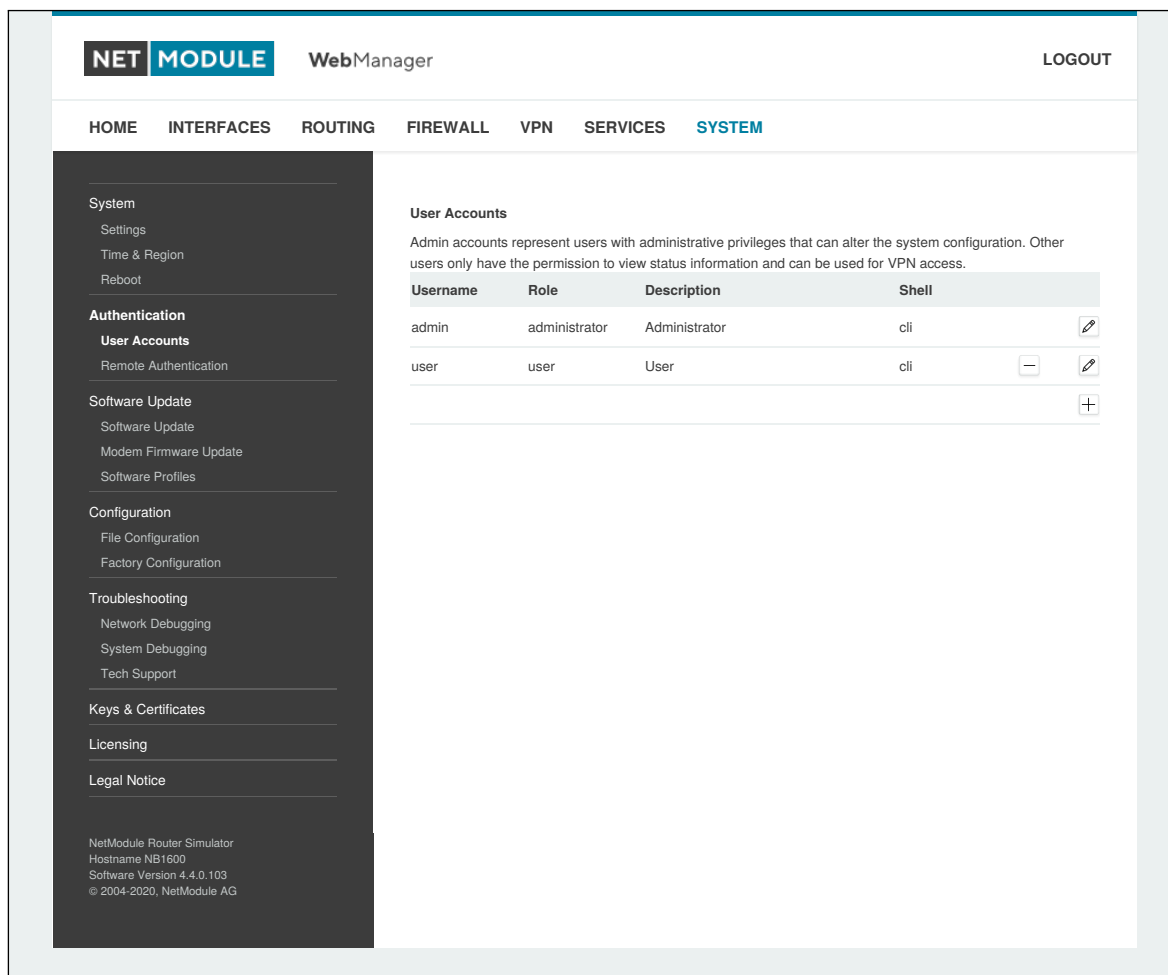 NET MODULE WebManager LOGOUT
HOME INTERFACES ROUTING FIREWALL VPN SERVICES SYSTEM
System
Settings
Time & Region
Reboot
Authentication
User Accounts
Remote Authentication
Software Update
Software Update
Modem Firmware Update
Software Profiles
Configuration
File Configuration
Factory Configuration
Troubleshooting
Network Debugging
System Debugging
Tech Support
Keys & Certificates
Licensing
Legal Notice
NetModule Router Simulator
Hostname NB1600
Software Version 4.4.0.103
© 2004-2020, NetModule AG
User Accounts
Admin accounts represent users with administrative privileges that can alter the system configuration. Other
users only have the permission to view status information and can be used for VPN access.
Username Role Description Shell
admin administrator Administrator cli
user user User cli